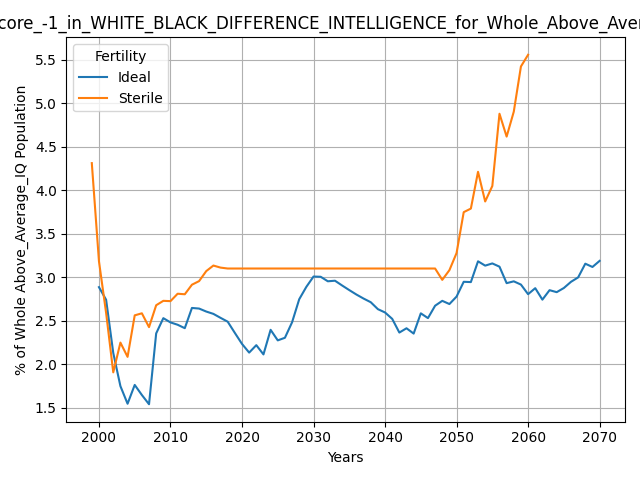 core_-1_in_WHITE_BLACK_DIFFERENCE_INTELLIGENCE_for_Whole_Above_Aver
Fertility
Ideal
Sterile
% of Whole Above_Average_IQ Population
5.5
5.0
4.5
4.0
3.5
3.0
2.5
2.0
1.5
2000 2010 2020 2030 2040 2050 2060 2070
Years